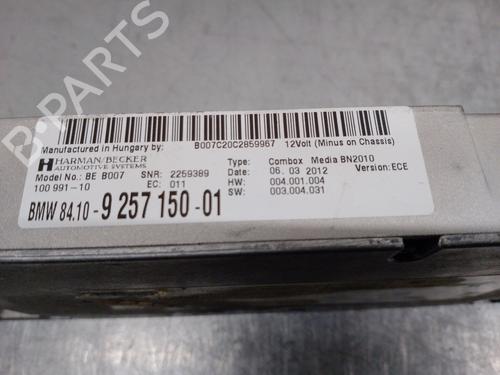 B-PARTS
Manufactured in Hungary by: B007C20C2859967 12Volt (Minus on Chassis)
HARMAN/BECKER
AUTOMOTIVE SYSTEMS
Model No.: BE B007 SNR: 2259389 Type: Combox Media BN2010
100 991-10 EC: 011 Date: 06. 03 2012 Version: ECE
HW: 004.001.004
BMW 84.10- 9 257 150 -01 SW: 003.004.031